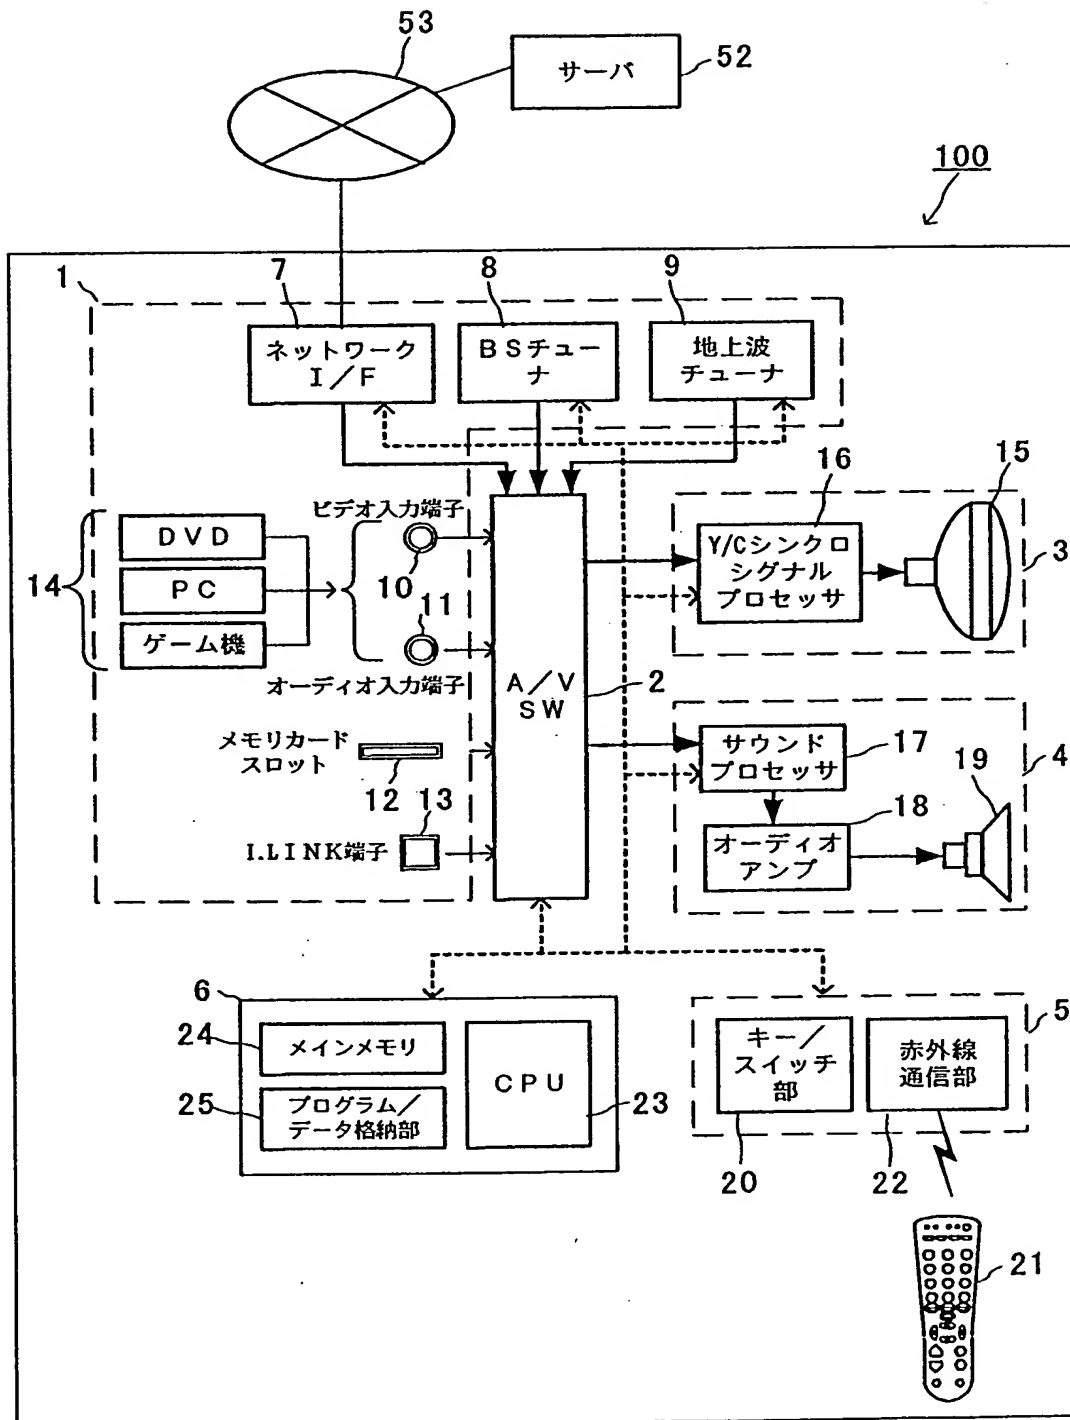 53
サーバ
52
100
1
7
8
9
ネットワーク
I/F
BSチュー
ナ
地上波
チューナ
ビデオ入力端子
16
15
14
DVD
PC
ゲーム機
10
11
オーディオ入力端子
Y/Cシンクロ
シグナル
プロセッサ
3
A/V
SW
2
メモリカード
スロット
12
13
I.LINK端子
サウンド
プロセッサ
17
19
4
18
オーディオ
アンプ
6
24
メインメモリ
25
プログラム/
データ格納部
CPU
23
キー/
スイッチ
部
赤外線
通信部
5
20
22
21